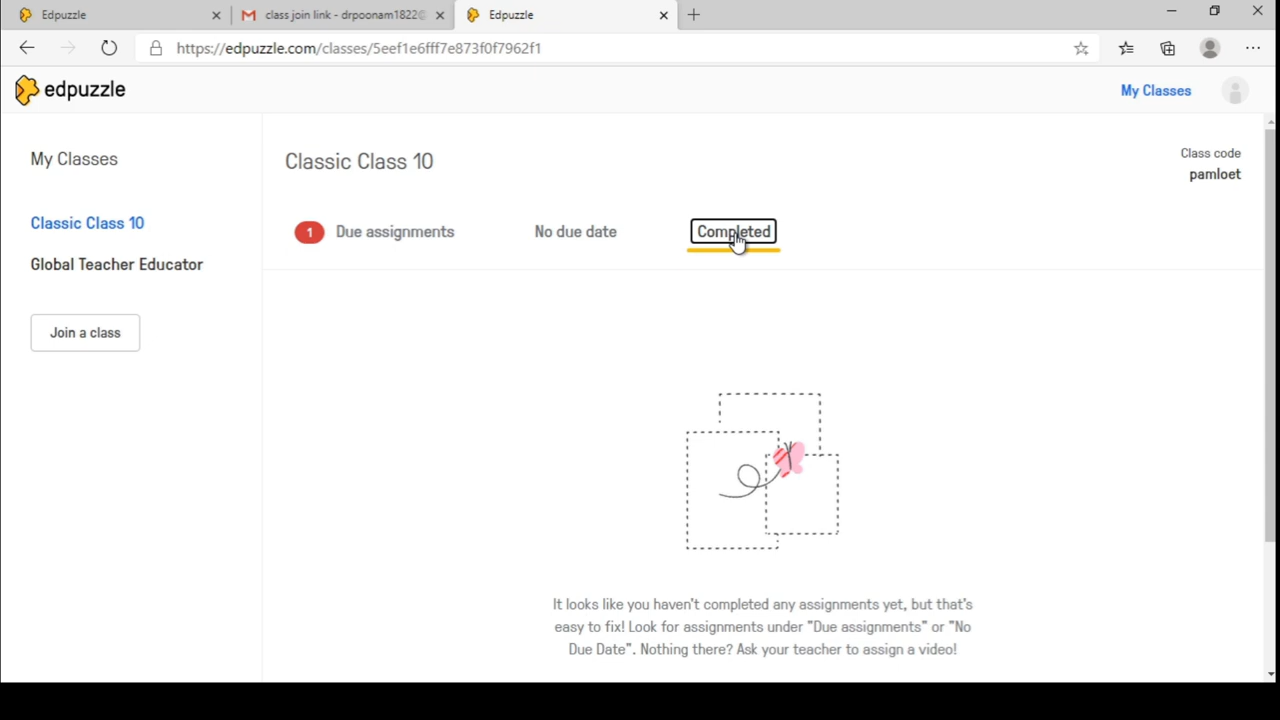 Edpuzzle
class join link - drpoonam1822@
Edpuzzle
https://edpuzzle.com/classes/5eef1e6fff7e873f0f7962f1
edpuzzle
My Classes
My Classes
Classic Class 10
Class code
pamloet
Classic Class 10
1 Due assignments
No due date
Completed
Global Teacher Educator
Join a class
It looks like you haven't completed any assignments yet, but that's
easy to fix! Look for assignments under "Due assignments" or "No
Due Date". Nothing there? Ask your teacher to assign a video!